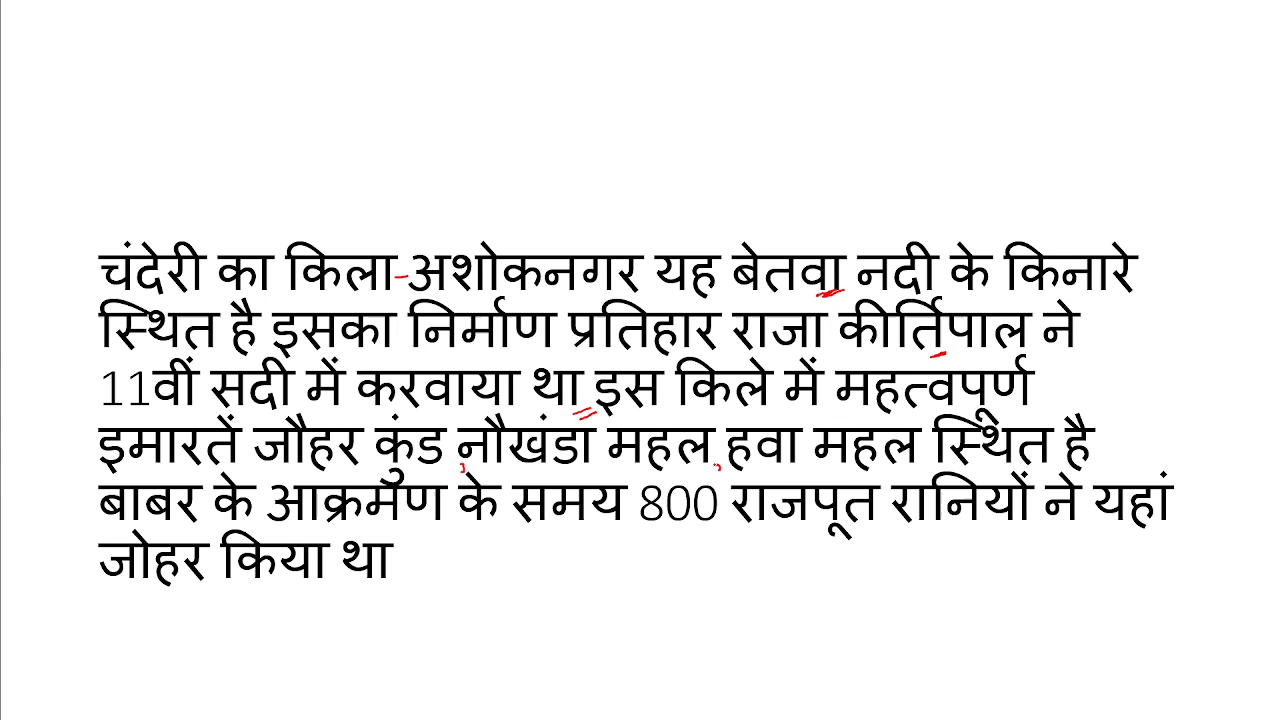 चंदेरी का किला-अशोकनगर यह बेतवा नदी के किनारे
स्थित है इसका निर्माण प्रतिहार राजा कीर्तिपाल ने
11वीं सदी में करवाया था इस किले में महत्वपूर्ण
इमारतें जौहर कुंड नौखंडा महल हवा महल स्थित है
बाबर के आक्रमण के समय 800 राजपूत रानियों ने यहां
जोहर किया था